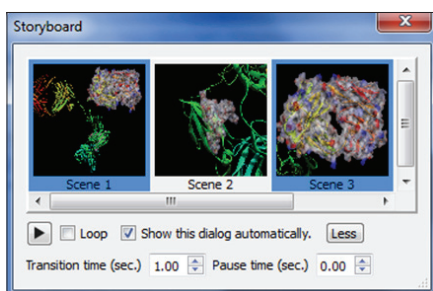 Storyboard
Scene 1 Scene 2 Scene 3
Loop Show this dialog automatically. Less
Transition time (sec.) 1.00 Pause time (sec.) 0.00